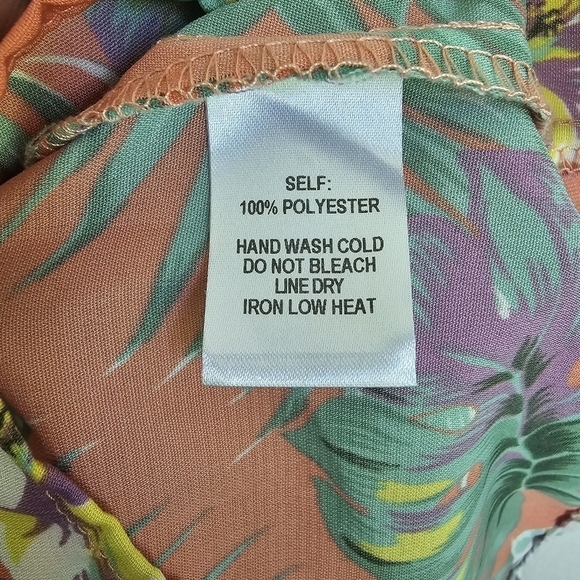 SELF:
100% POLYESTER
HAND WASH COLD
DO NOT BLEACH
LINE DRY
IRON LOW HEAT